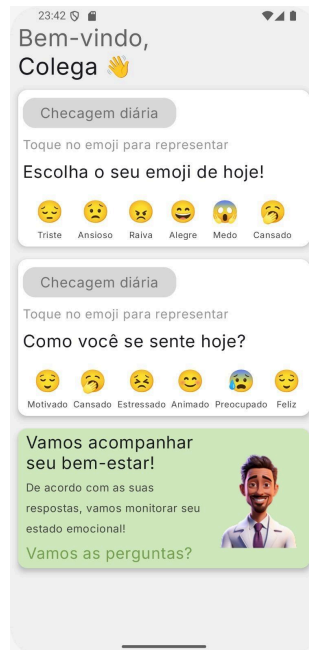 23:42
Bem-vindo,
Colega 👋
Checagem diária
Toque no emoji para representar
Escolha o seu emoji de hoje!
Triste Ansioso Raiva Alegre Medo Cansado
Checagem diária
Toque no emoji para representar
Como você se sente hoje?
Motivado Cansado Estressado Animado Preocupado Feliz
Vamos acompanhar
seu bem-estar!
De acordo com as suas
respostas, vamos monitorar seu
estado emocional!
Vamos as perguntas?